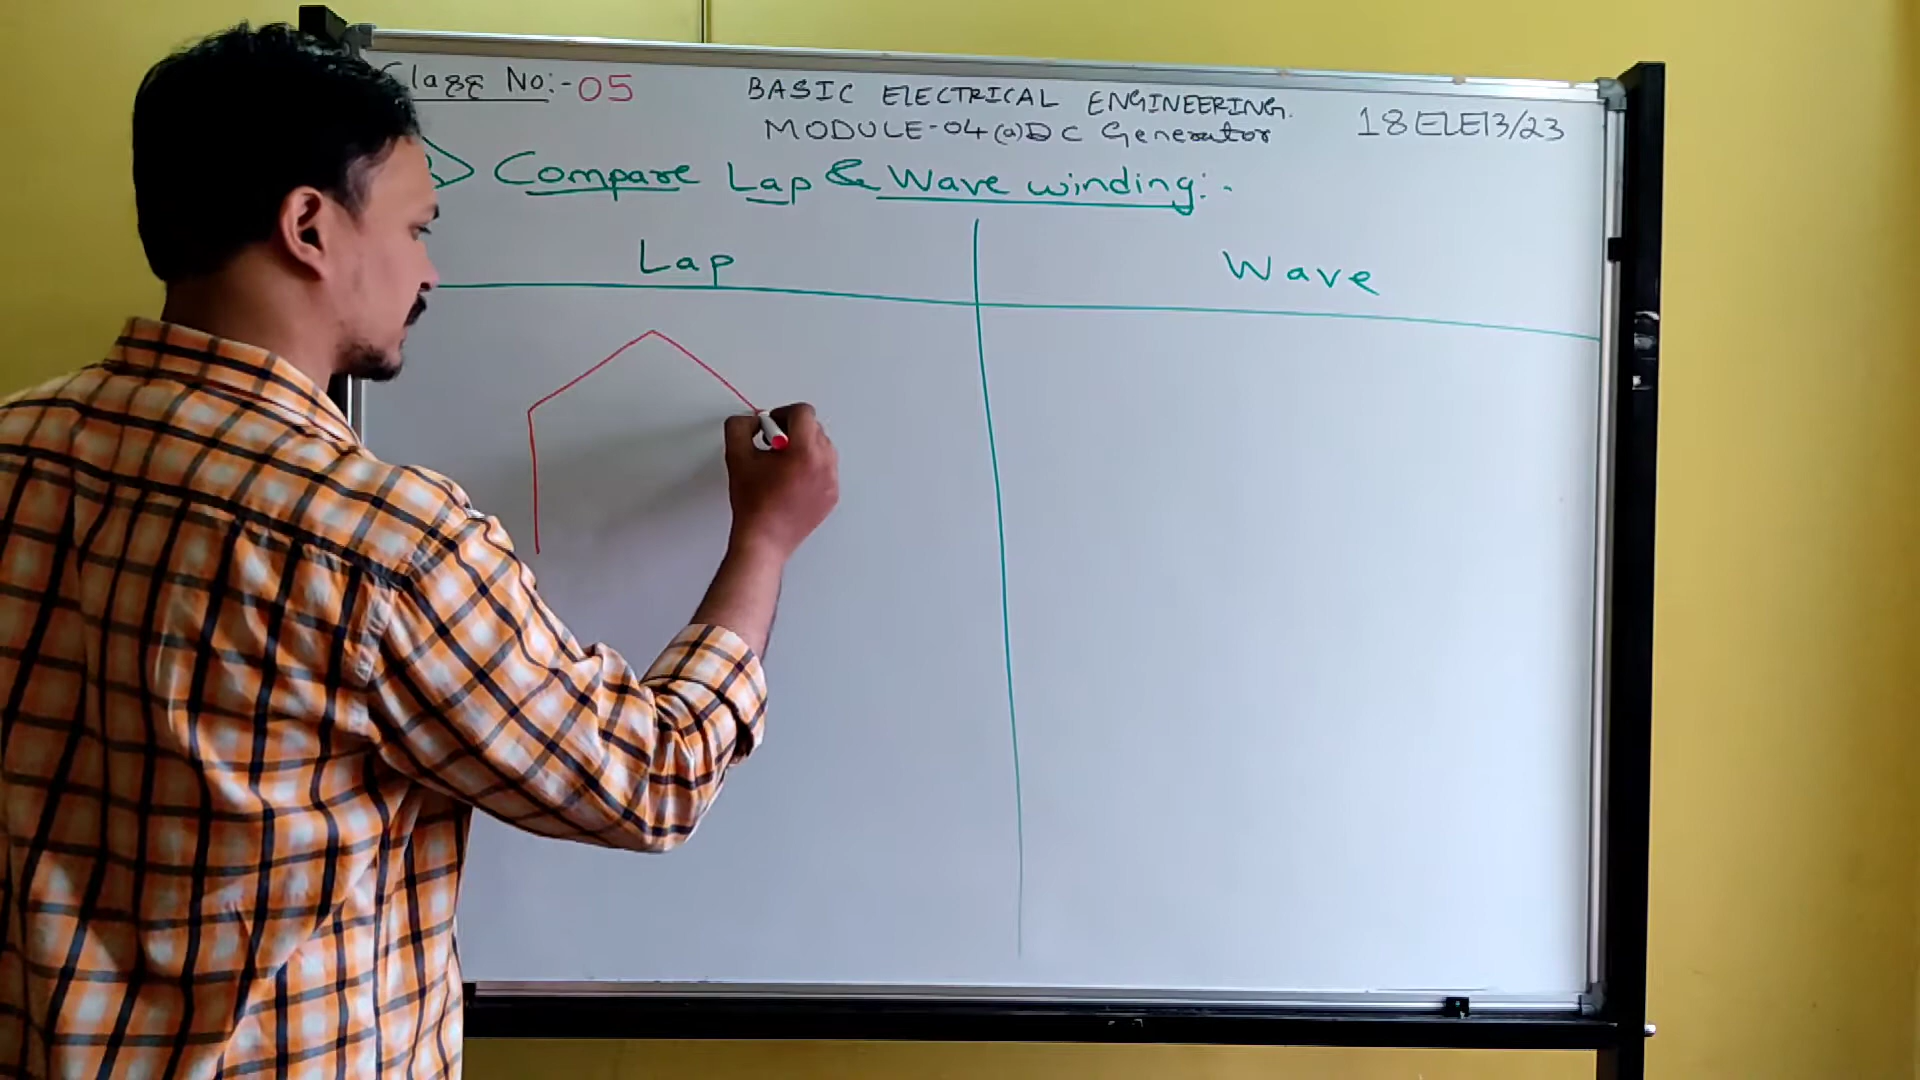 Class No:- 05
BASIC ELECTRICAL ENGINEERING.
MODULE-04 (a) DC Generator
18ELE13/23
Compare Lap & Wave winding:-
Lap
Wave